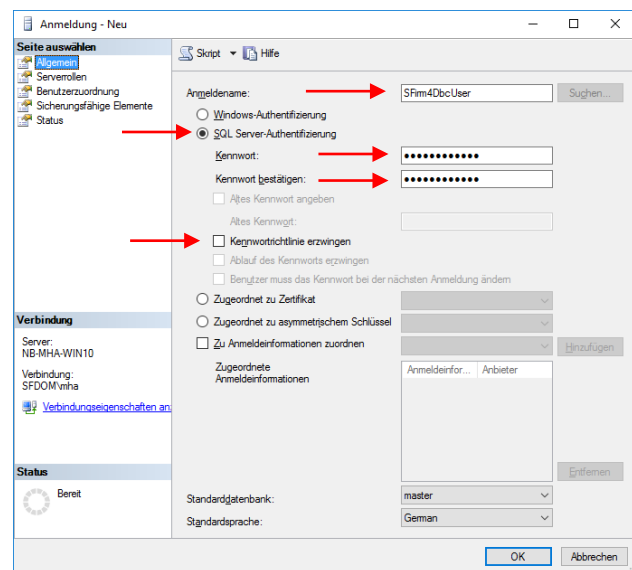 Anmeldung - Neu
Seite auswählen
Allgemein
Serverrollen
Benutzerzuordnung
Sicherungsfähige Elemente
Status
Skript
Hilfe
Anmeldename:
SFirm4DbcUser
Suchen...
Windows-Authentifizierung
SQL Server-Authentifizierung
Kennwort:
●●●●●●●●●●●●
Kennwort bestätigen:
●●●●●●●●●●●●
Altes Kennwort angeben
Altes Kennwort:
Kennwortrichtlinie erzwingen
Ablauf des Kennworts erzwingen
Benutzer muss das Kennwort bei der nächsten Anmeldung ändern
Zugeordnet zu Zertifikat
Zugeordnet zu asymmetrischem Schlüssel
Zu Anmeldeinformationen zuordnen
Hinzufügen
Zugeordnete
Anmeldeinformationen
Anmeldeinfor...
Anbieter
Entfernen
Standarddatenbank:
master
Standardsprache:
German
Verbindung
Server:
NB-MHA-WIN10
Verbindung:
SFDOM\mha
Verbindungseigenschaften an
Status
Bereit
OK
Abbrechen